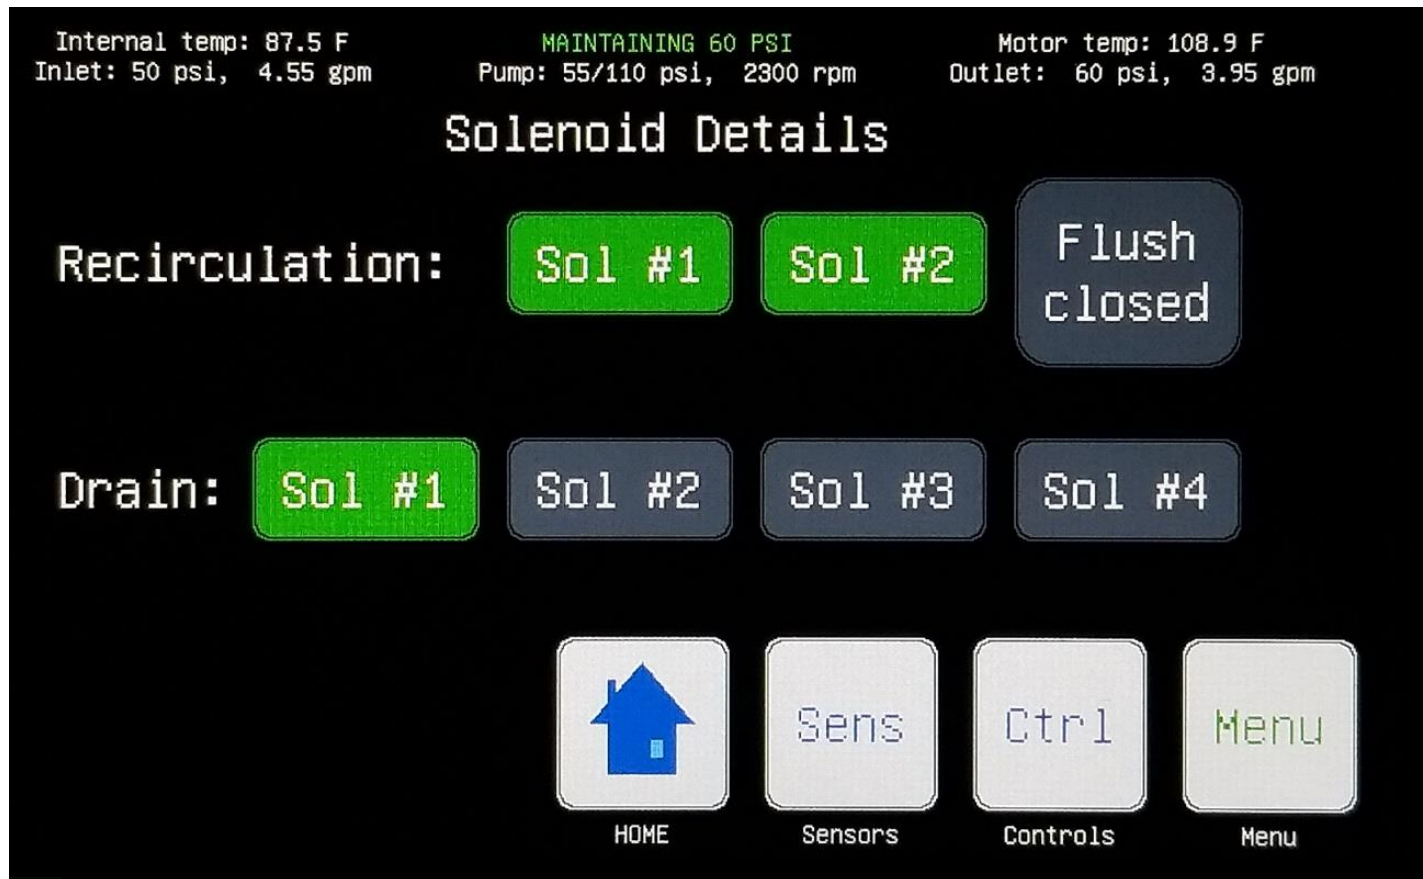 Internal temp: 87.5 F
MAINTAINING 60 PSI
Motor temp: 108.9 F
Inlet: 50 psi, 4.55 gpm
Pump: 55/110 psi, 2300 rpm
Outlet: 60 psi, 3.95 gpm
Solenoid Details
Recirculation:
Sol #1
Sol #2
Flush
closed
Drain:
Sol #1
Sol #2
Sol #3
Sol #4
Sens
Ctrl
Menu
HOME
Sensors
Controls
Menu